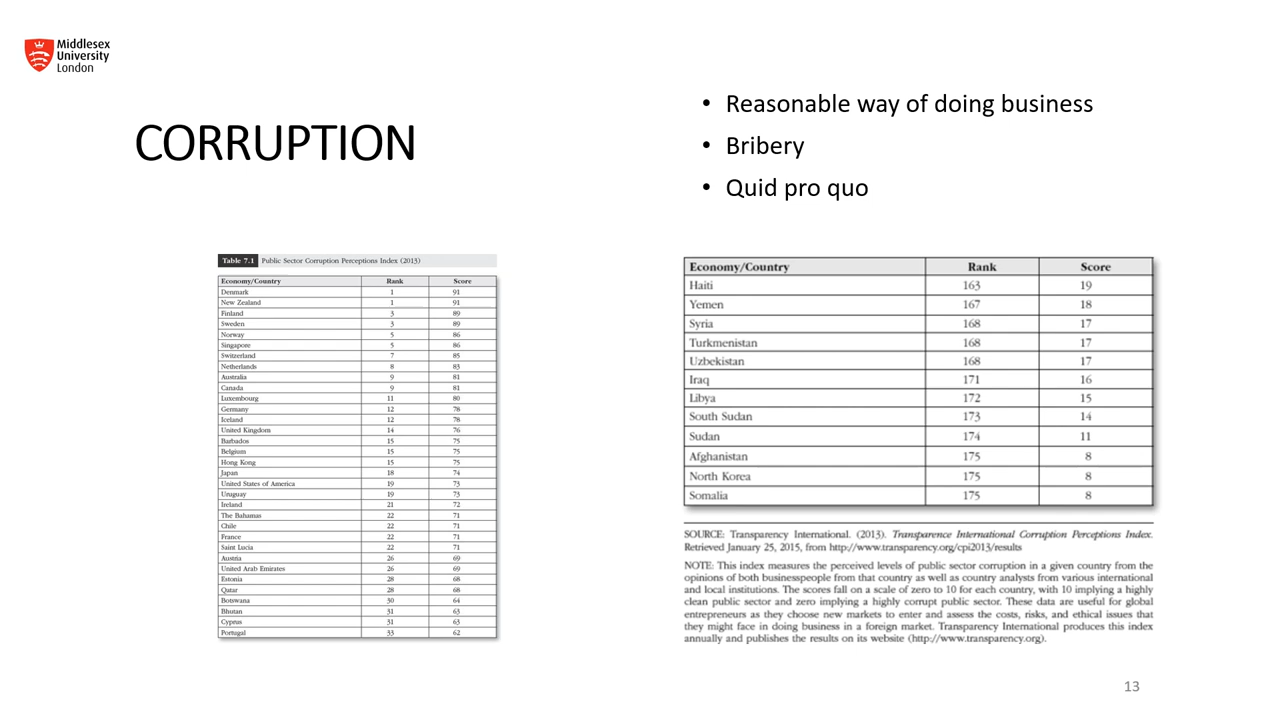 Middlesex
University
London
CORRUPTION
• Reasonable way of doing business
• Bribery
• Quid pro quo
Table 7.1 Public Sector Corruption Perceptions Index (2013)
Economy/Country Rank Score
Denmark 1 91
New Zealand 1 91
Finland 3 89
Sweden 3 89
Norway 5 86
Singapore 5 86
Switzerland 7 85
Netherlands 8 83
Australia 9 81
Canada 9 81
Luxembourg 11 80
Germany 12 78
Iceland 12 78
United Kingdom 14 76
Barbados 15 75
Belgium 15 75
Hong Kong 15 75
Japan 18 74
United States of America 19 73
Uruguay 19 73
Ireland 21 72
The Bahamas 22 71
Chile 22 71
France 22 71
Saint Lucia 22 71
Austria 26 69
United Arab Emirates 26 69
Estonia 28 68
Qatar 28 68
Botswana 30 64
Bhutan 31 63
Cyprus 31 63
Portugal 33 62
Economy/Country Rank Score
Haiti 163 19
Yemen 167 18
Syria 168 17
Turkmenistan 168 17
Uzbekistan 168 17
Iraq 171 16
Libya 172 15
South Sudan 173 14
Sudan 174 11
Afghanistan 175 8
North Korea 175 8
Somalia 175 8
SOURCE: Transparency International. (2013). Transparence International Corruption Perceptions Index.
Retrieved January 25, 2015, from http://www.transparency.org/cpi2013/results
NOTE: This index measures the perceived levels of public sector corruption in a given country from the
opinions of both businesspeople from that country as well as country analysts from various international
and local institutions. The scores fall on a scale of zero to 10 for each country, with 10 implying a highly
clean public sector and zero implying a highly corrupt public sector. These data are useful for global
entrepreneurs as they choose new markets to enter and assess the costs, risks, and ethical issues that
they might face in doing business in a foreign market. Transparency International produces this index
annually and publishes the results on its website (http://www.transparency.org).
13